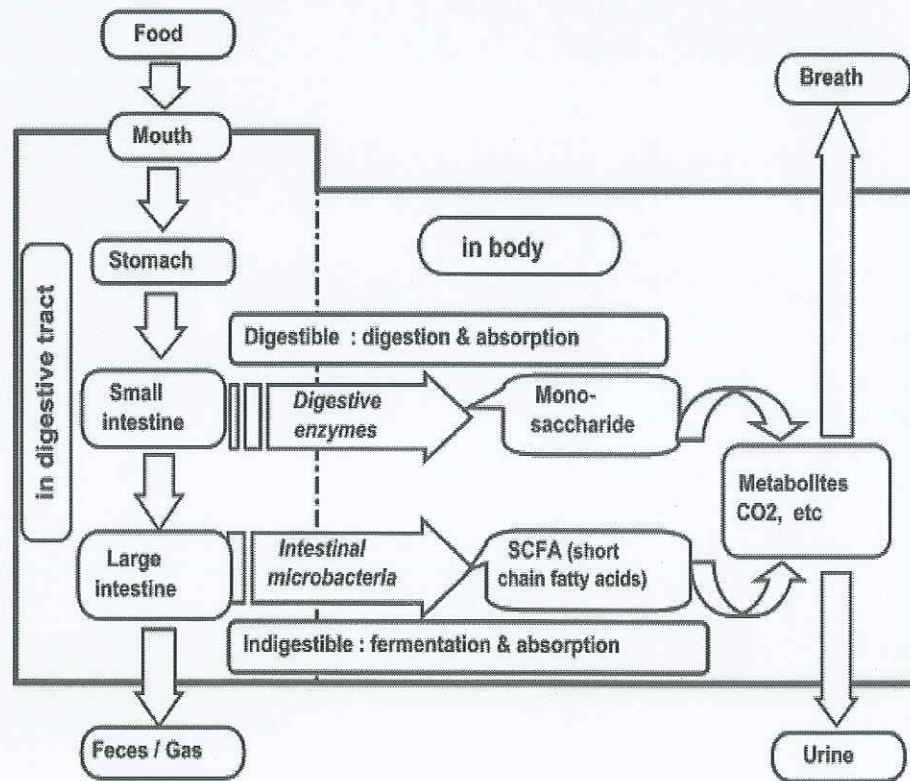 Food
Breath
Mouth
in body
Stomach
in digestive tract
Digestible : digestion & absorption
Small
intestine
Digestive
enzymes
Mono-
saccharide
Metabolites
CO2, etc
Large
intestine
Intestinal
microbacteria
SCFA (short
chain fatty acids)
Indigestible : fermentation & absorption
Feces / Gas
Urine